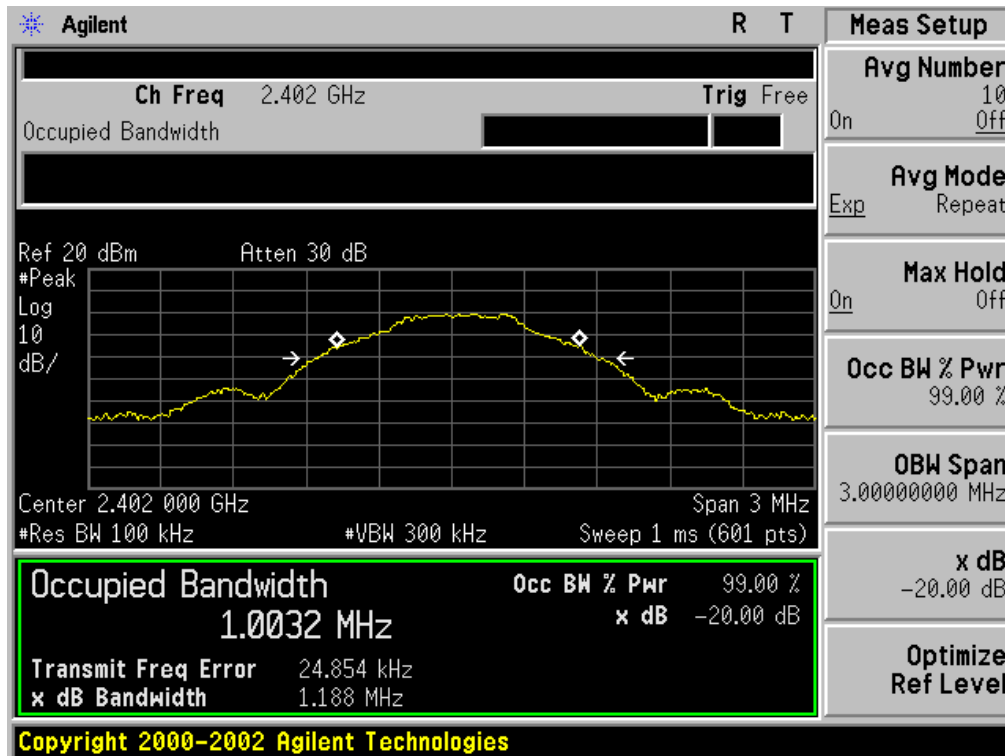 Agilent R T
Ch Freq 2.402 GHz Trig Free
Occupied Bandwidth
Ref 20 dBm Atten 30 dB
#Peak
Log
10
dB/
Center 2.402 000 GHz Span 3 MHz
#Res BW 100 kHz #VBW 300 kHz Sweep 1 ms (601 pts)
Occupied Bandwidth Occ BW % Pwr 99.00 %
1.0032 MHz x dB -20.00 dB
Transmit Freq Error 24.854 kHz
x dB Bandwidth 1.188 MHz
Copyright 2000-2002 Agilent Technologies
Meas Setup
Avg Number
10
On Off
Avg Mode
Exp Repeat
Max Hold
On Off
Occ BW % Pwr
99.00 %
OBW Span
3.00000000 MHz
x dB
-20.00 dB
Optimize
Ref Level